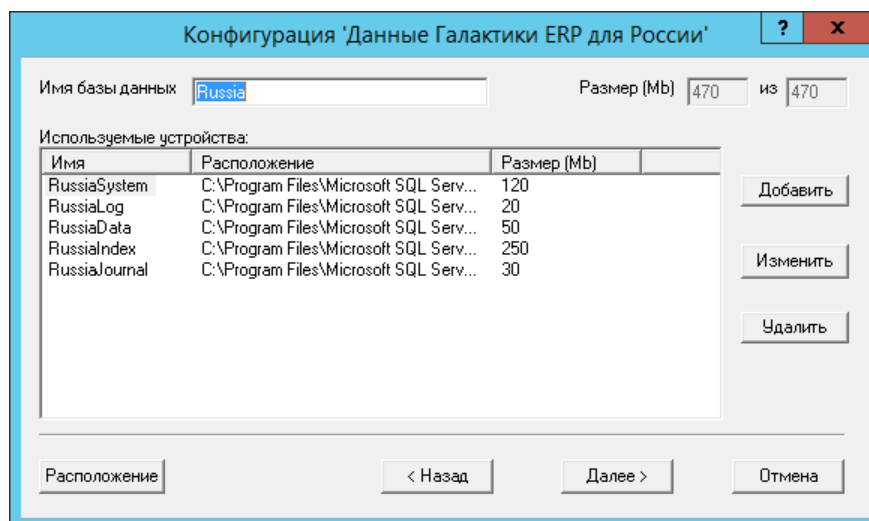 Конфигурация 'Данные Галактики ERP для России' ? x
Имя базы данных Russia Размер (Mb) 470 из 470
Используемые устройства:
Имя Расположение Размер (Mb)
RussiaSystem C:\Program Files\Microsoft SQL Serv... 120
RussiaLog C:\Program Files\Microsoft SQL Serv... 20
RussiaData C:\Program Files\Microsoft SQL Serv... 50
RussiaIndex C:\Program Files\Microsoft SQL Serv... 250
RussiaJournal C:\Program Files\Microsoft SQL Serv... 30
Добавить
Изменить
Удалить
Расположение < Назад Далее > Отмена